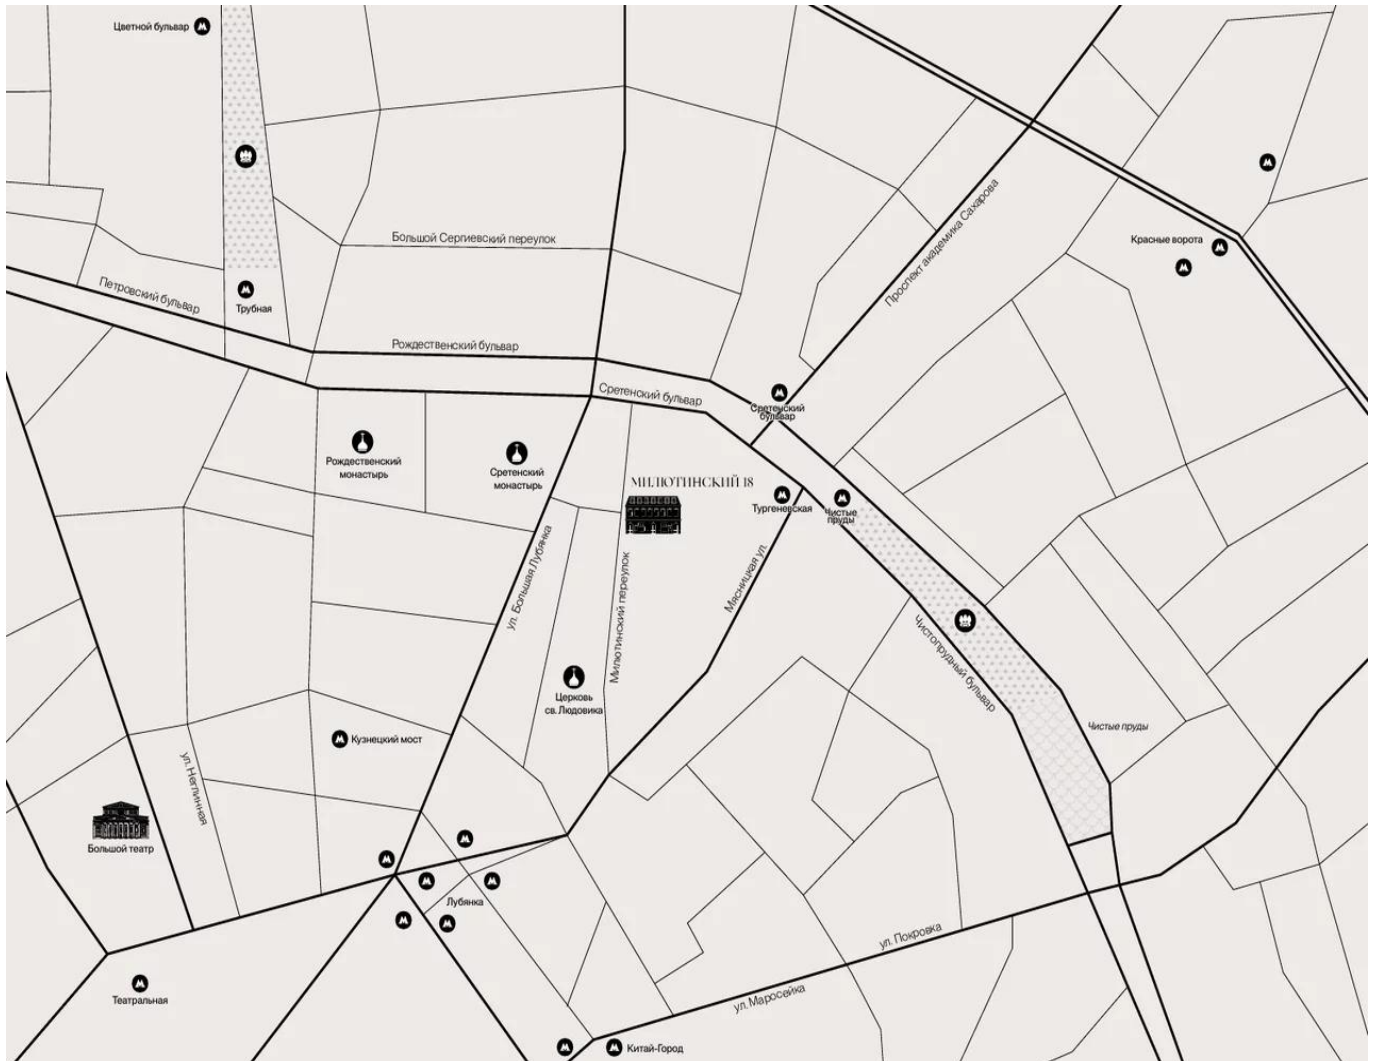 Цветной бульвар
Большой Сергиевский переулок
Проспект академика Сахарова
Красные ворота
Петровский бульвар
Трубная
Рождественский бульвар
Сретенский бульвар
Сретенский
бульвар
Рождественский
монастырь
Сретенский
монастырь
МИЛЮТИНСКИЙ 18
Тургеневская
Чистые
пруды
ул. Большая Лубянка
Милютинский переулок
Мясницкая ул.
Чистопрудный бульвар
Церковь
св. Людовика
Чистые пруды
Кузнецкий мост
ул. Неглинная
Большой театр
Лубянка
ул. Покровка
Театральная
ул. Маросейка
Китай-Город